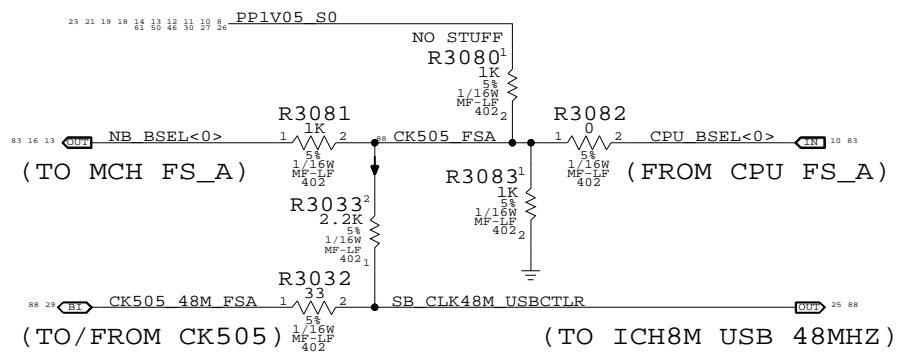 23 21 19 18 14 13 12 11 10 8 PP1V05_S0
61 50 46 30 27 26
NO STUFF
R3080 1
1K
5%
1/16W
MF-LF
402 2
R3081
1K
1 2
5%
1/16W
MF-LF
402
R3082
0
1 2
5%
1/16W
MF-LF
402
83 16 13 OUT NB_BSEL<0>
88 CK505_FSA
CPU_BSEL<0> IN 10 83
(TO MCH FS_A)
(FROM CPU FS_A)
R3083 1
1K
5%
1/16W
MF-LF
402 2
R3033 2
2.2K
5%
1/16W
MF-LF
402 1
R3032
33
1 2
5%
1/16W
MF-LF
402
88 29 BI CK505_48M_FSA
SB_CLK48M_USBCTLR OUT 25 88
(TO/FROM CK505)
(TO ICH8M USB 48MHZ)